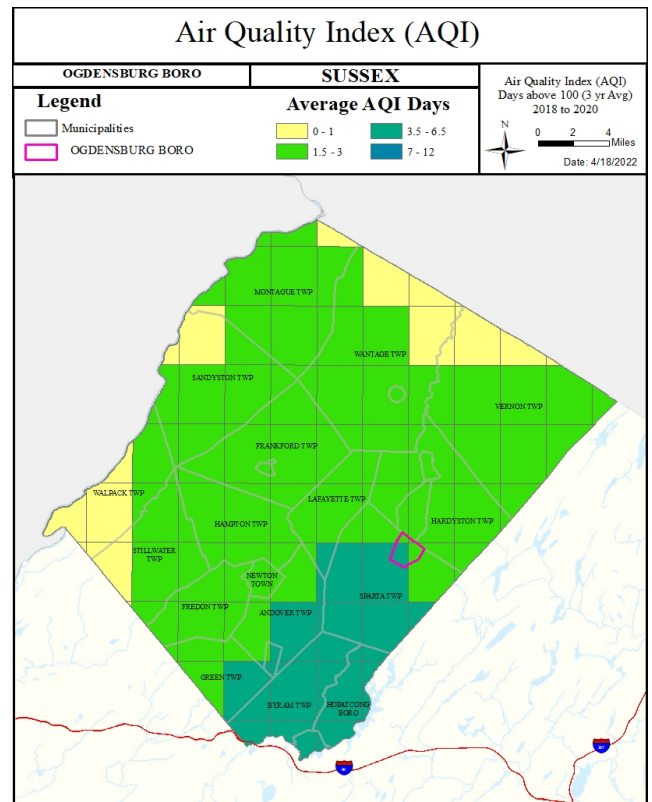 Air Quality Index (AQI)
OGDENSBURG BORO
SUSSEX
Legend
Municipalities
OGDENSBURG BORO
Average AQI Days
0 - 1
1.5 - 3
3.5 - 6.5
7 - 12
Air Quality Index (AQI)
Days above 100 (3 yr Avg)
2018 to 2020
N
0 2 4
Miles
Date: 4/18/2022
MONTAGUE TWP
WANTAGE TWP
SANDYSTON TWP
VERNON TWP
FRANKFORD TWP
WALPACK TWP
LAFAYETTE TWP
HAMPTON TWP
HARDYSTON TWP
STILLWATER
TWP
NEWTON
TOWN
SPARTA TWP
FREDON TWP
ANDOVER TWP
GREEN TWP
BYRAM TWP
HOPATCONG
BORO
80